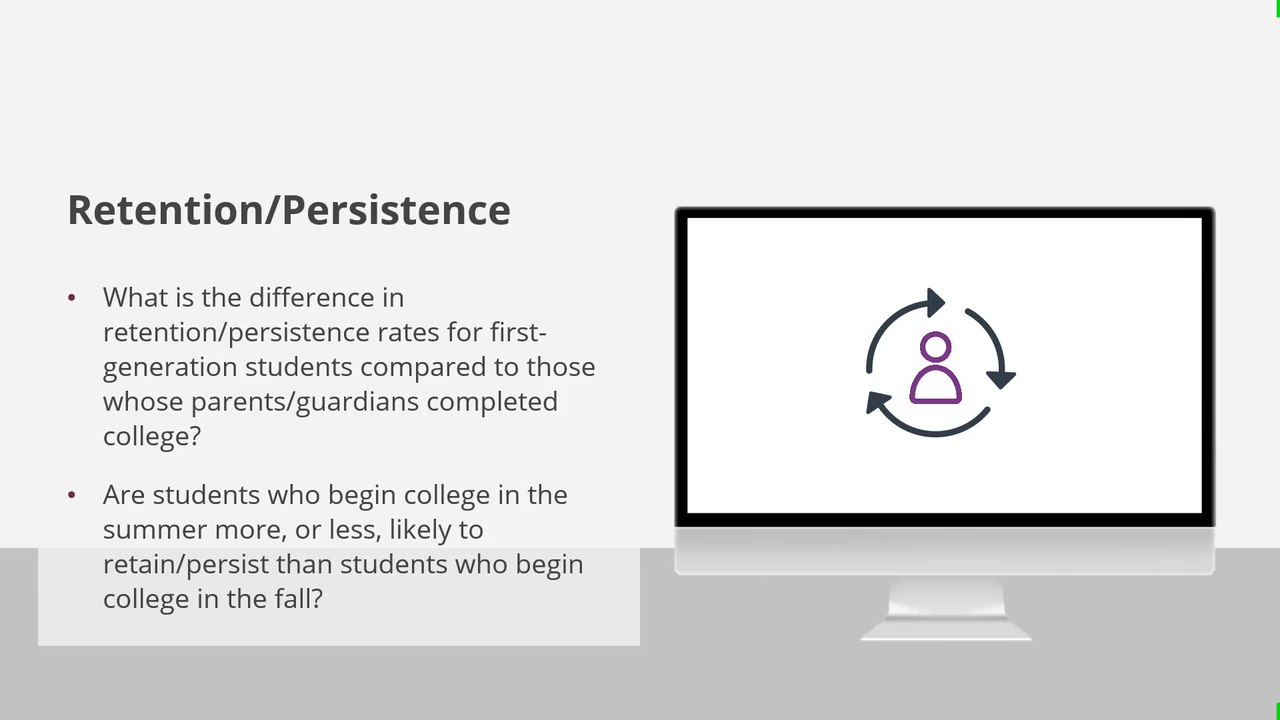 Retention/Persistence
• What is the difference in
retention/persistence rates for first-
generation students compared to those
whose parents/guardians completed
college?
• Are students who begin college in the
summer more, or less, likely to
retain/persist than students who begin
college in the fall?